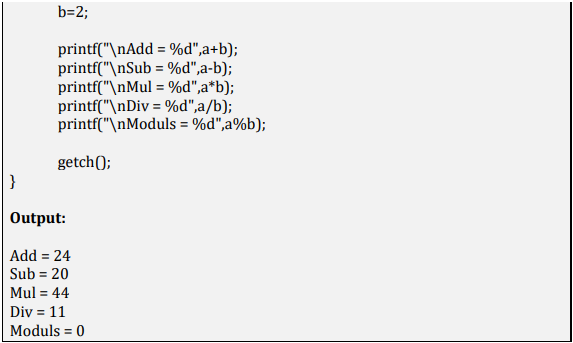 b=2;
printf("\nAdd = %d",a+b);
printf("\nSub = %d",a-b);
printf("\nMul = %d",a*b);
printf("\nDiv = %d",a/b);
printf("\nModuls = %d",a%b);
getch();
}
Output:
Add = 24
Sub = 20
Mul = 44
Div = 11
Moduls = 0